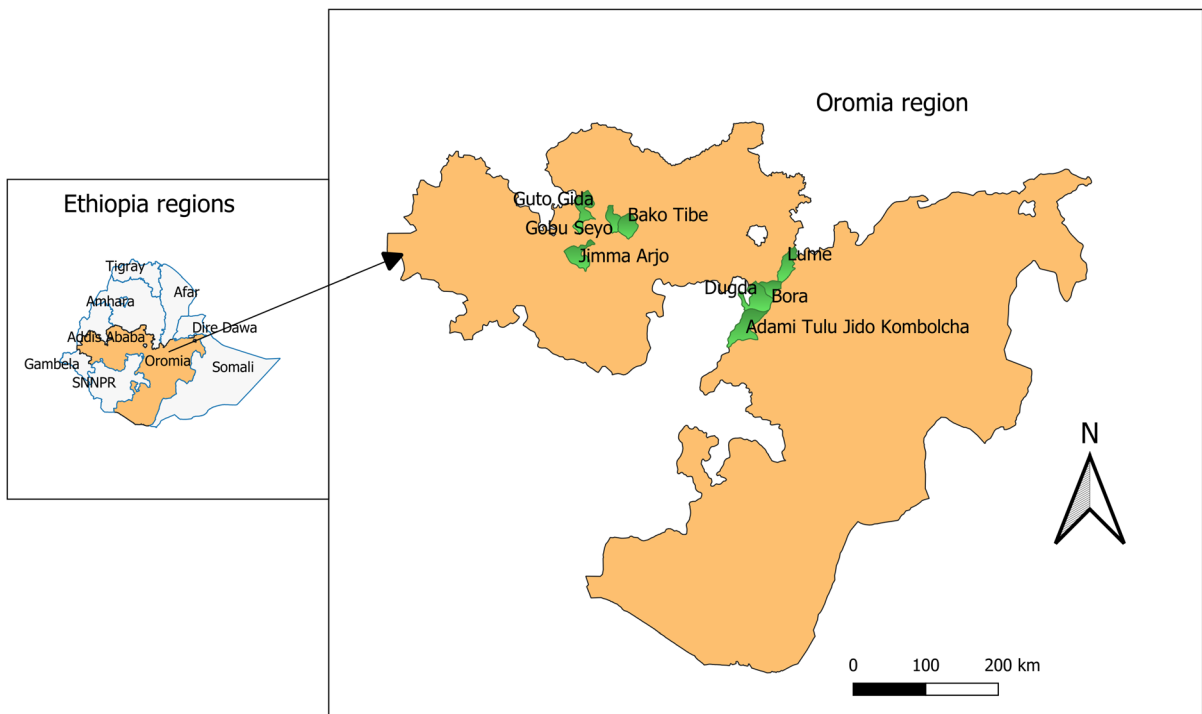 Oromia region
Ethiopia regions
Tigray
Afar
Amhara
Dire Dawa
Addis Ababa
Oromia
Gambela
Somali
SNNPR
Guto Gida
Bako Tibe
Gobu Seyo
Jimma Arjo
Lume
Dugda
Bora
Adami Tulu Jido Kombolcha
N
0 100 200 km